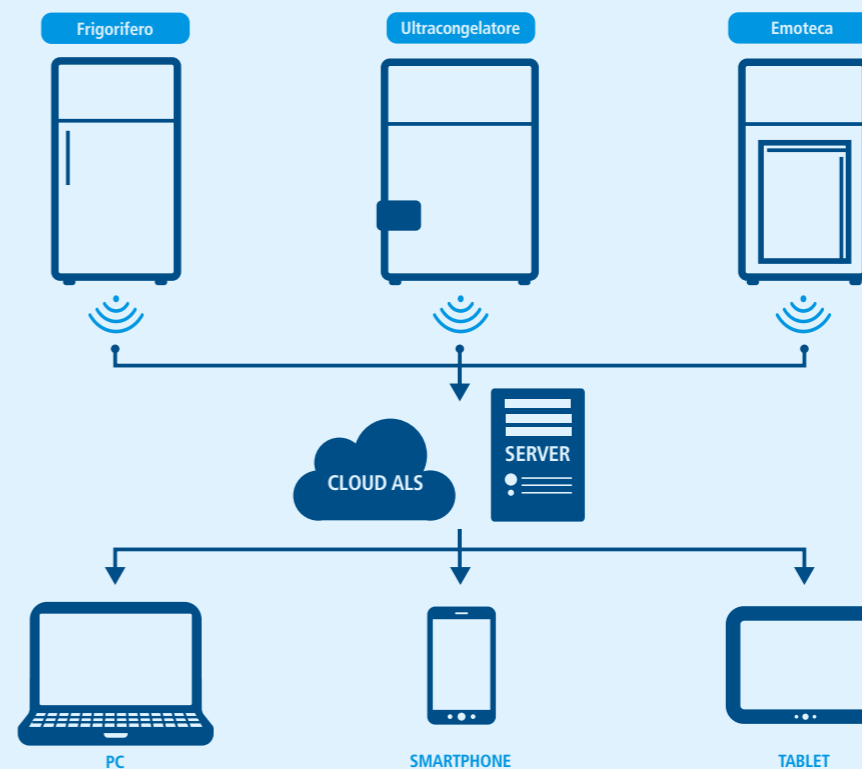 Frigorifero
Ultracongelatore
Emoteca
CLOUD ALS
SERVER
PC
SMARTPHONE
TABLET